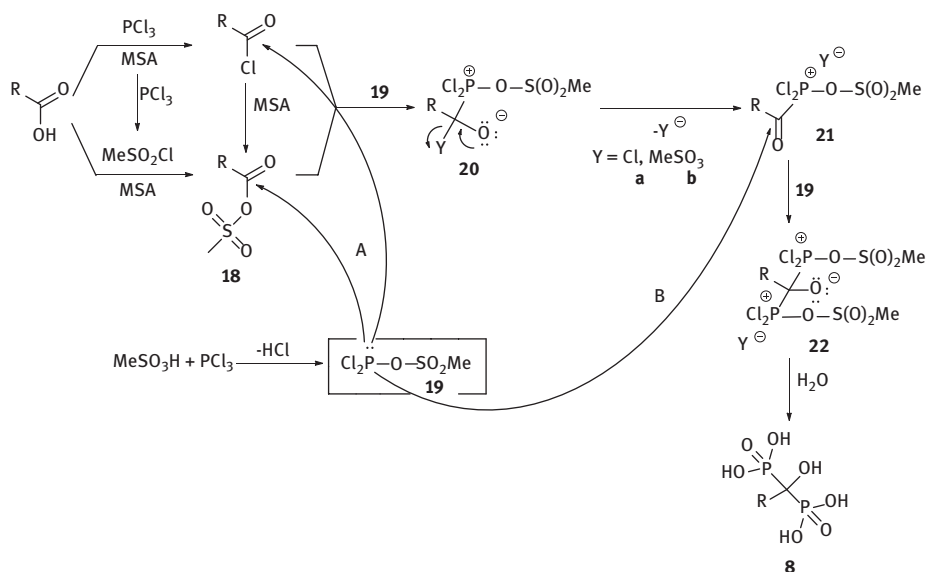 R O
PCl3
MSA
PCl3
OH
MeSO2Cl
MSA
R O
Cl
MSA
R O
O
O
S
O
18
19
⊕
Cl2P—O—S(O)2Me
R
O ⊖
Y
20
-Y⊖
Y = Cl, MeSO3
a b
Y⊖
⊕
Cl2P—O—S(O)2Me
R
O
21
19
A
B
MeSO3H + PCl3
-HCl
Cl2P—O—SO2Me
19
⊕
Cl2P—O—S(O)2Me
R
O: ⊖
⊕
Cl2P—O—S(O)2Me
Y⊖
22
H2O
O OH
HO P OH
R P OH
HO O
8